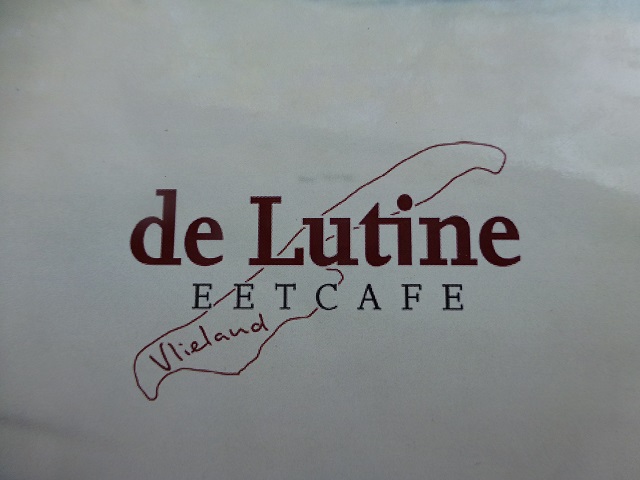 de Lutine
EETCAFE
Vlieland